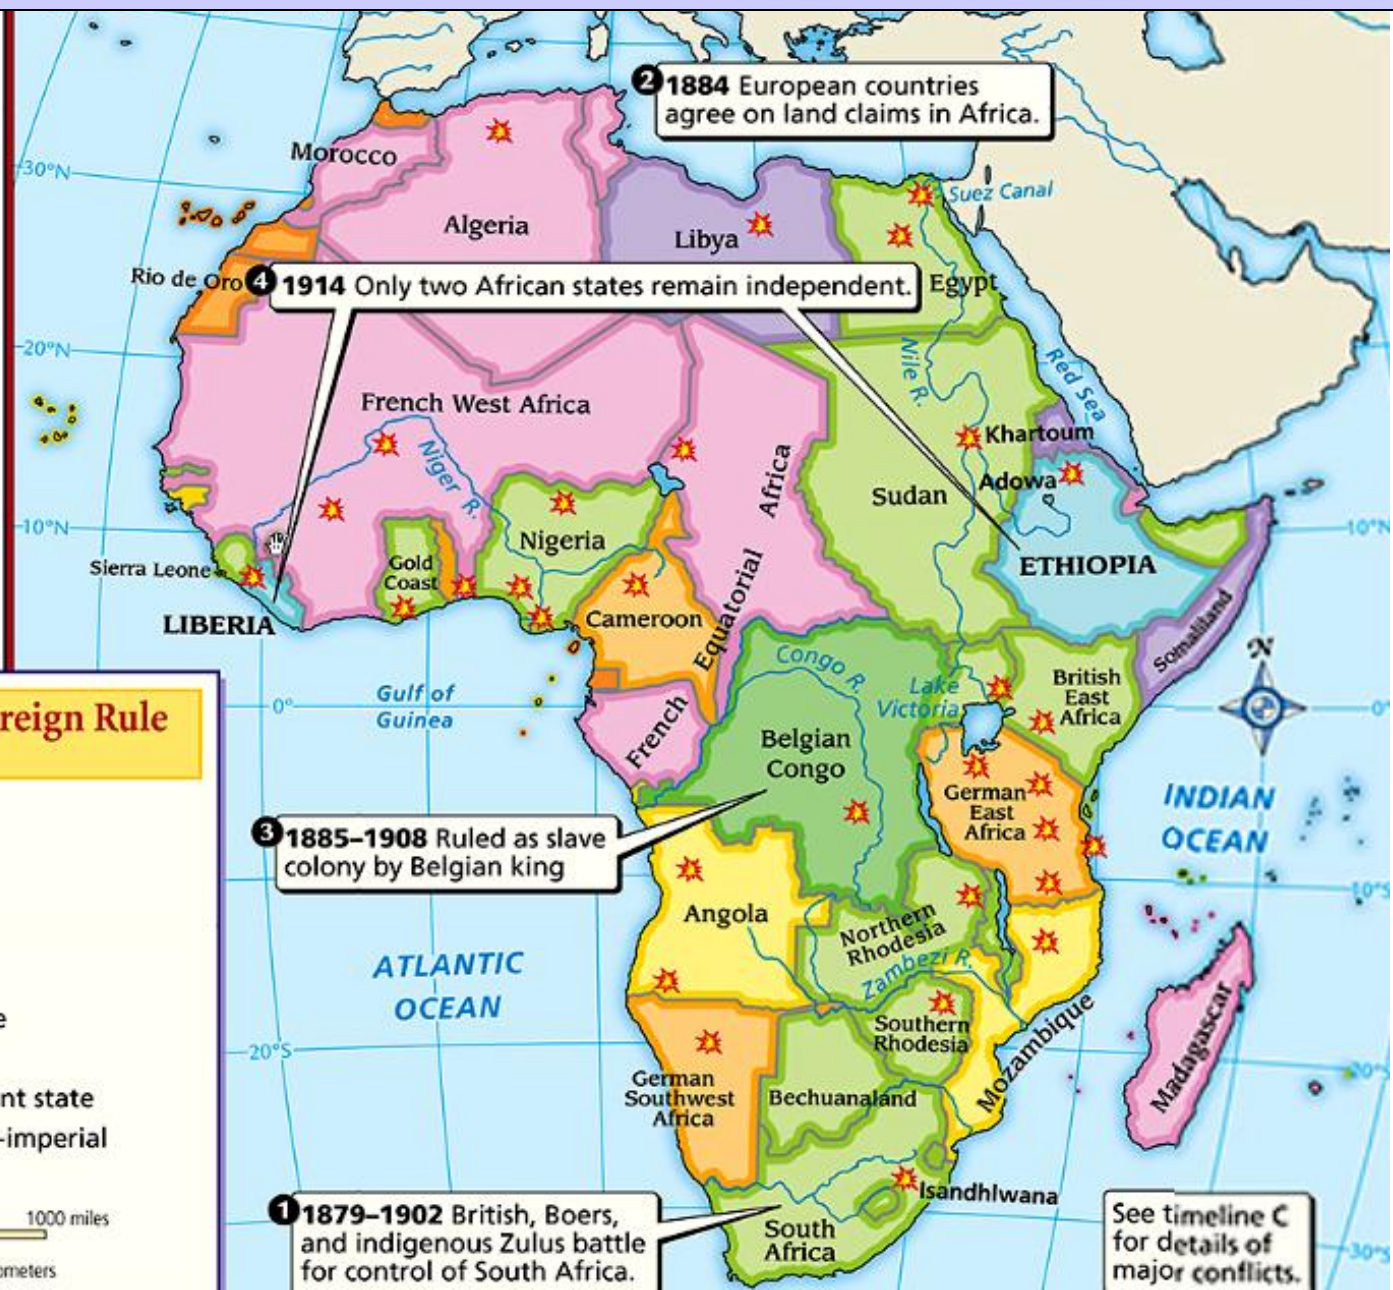 2 1884 European countries
agree on land claims in Africa.
Morocco
30°N
Suez Canal
Algeria
Libya
Rio de Oro
4 1914 Only two African states remain independent.
Egypt
20°N
Nile R.
Red Sea
French West Africa
Khartoum
Niger R.
Adowa
Africa
Sudan
10°N
10°N
Nigeria
Sierra Leone
Gold
Coast
ETHIOPIA
LIBERIA
Cameroon
Equatorial
Somaliland
N
Congo R.
British
East
Africa
Lake
Victoria
Gulf of
Guinea
0°
0°
reign Rule
French
Belgian
Congo
German
East
Africa
INDIAN
OCEAN
3 1885–1908 Ruled as slave
colony by Belgian king
10°S
Angola
Northern
Rhodesia
Zambezi R.
ATLANTIC
OCEAN
Southern
Rhodesia
Mozambique
Madagascar
e
20°S
20°S
German
Southwest
Africa
Bechuanaland
nt state
-imperial
Isandhlwana
1 1879–1902 British, Boers,
and indigenous Zulus battle
for control of South Africa.
South
Africa
1000 miles
ometers
See timeline C
for details of
major conflicts.
30°S